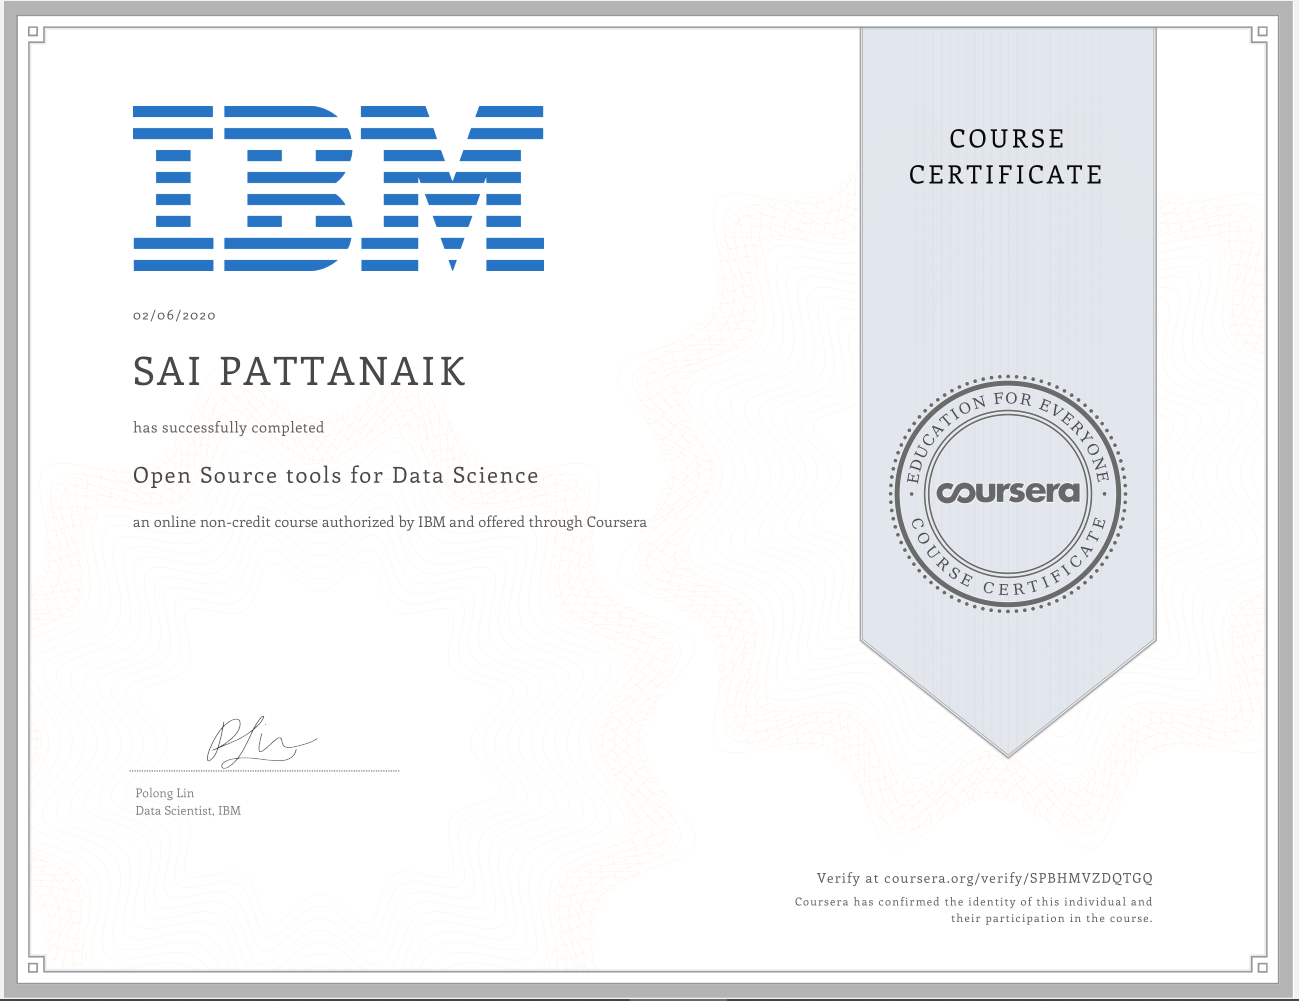 IBM
COURSE
CERTIFICATE
02/06/2020
SAI PATTANAIK
has successfully completed
Open Source tools for Data Science
an online non-credit course authorized by IBM and offered through Coursera
EDUCATION FOR EVERYONE
coursera
COURSE CERTIFICATE
PLin
Polong Lin
Data Scientist, IBM
Verify at coursera.org/verify/SPBHMVZDQTGQ
Coursera has confirmed the identity of this individual and
their participation in the course.